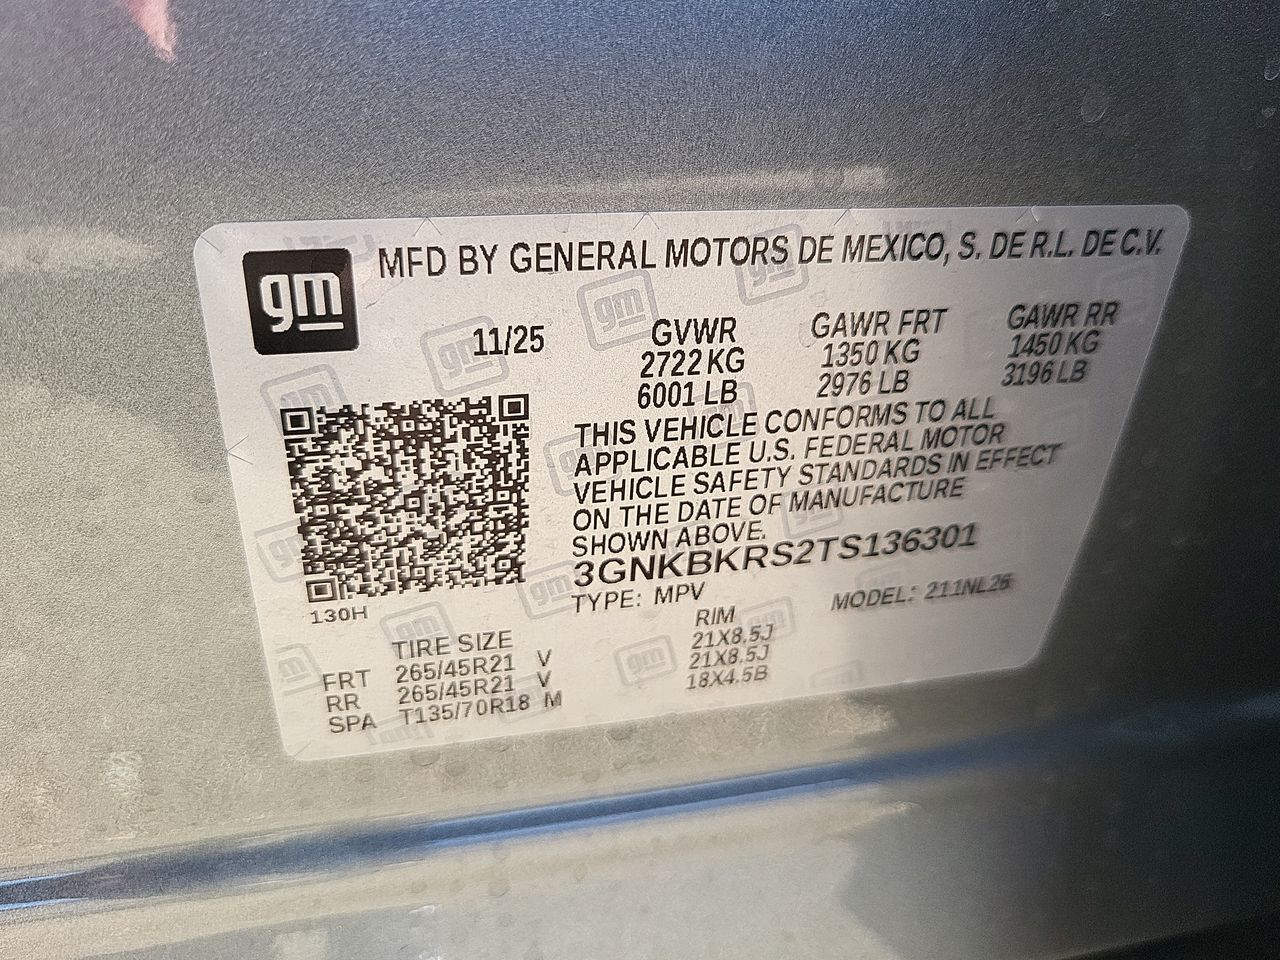 gm MFD BY GENERAL MOTORS DE MEXICO, S. DE R.L. DE C.V.
11/25 GVWR GAWR FRT GAWR RR
2722 KG 1350 KG 1450 KG
6001 LB 2976 LB 3196 LB
THIS VEHICLE CONFORMS TO ALL
APPLICABLE U.S. FEDERAL MOTOR
VEHICLE SAFETY STANDARDS IN EFFECT
ON THE DATE OF MANUFACTURE
SHOWN ABOVE.
3GNKBKRS2TS136301
130H TYPE: MPV MODEL: 211NL26
TIRE SIZE RIM
FRT 265/45R21 V 21X8.5J
RR 265/45R21 V 21X8.5J
SPA T135/70R18 M 18X4.5B